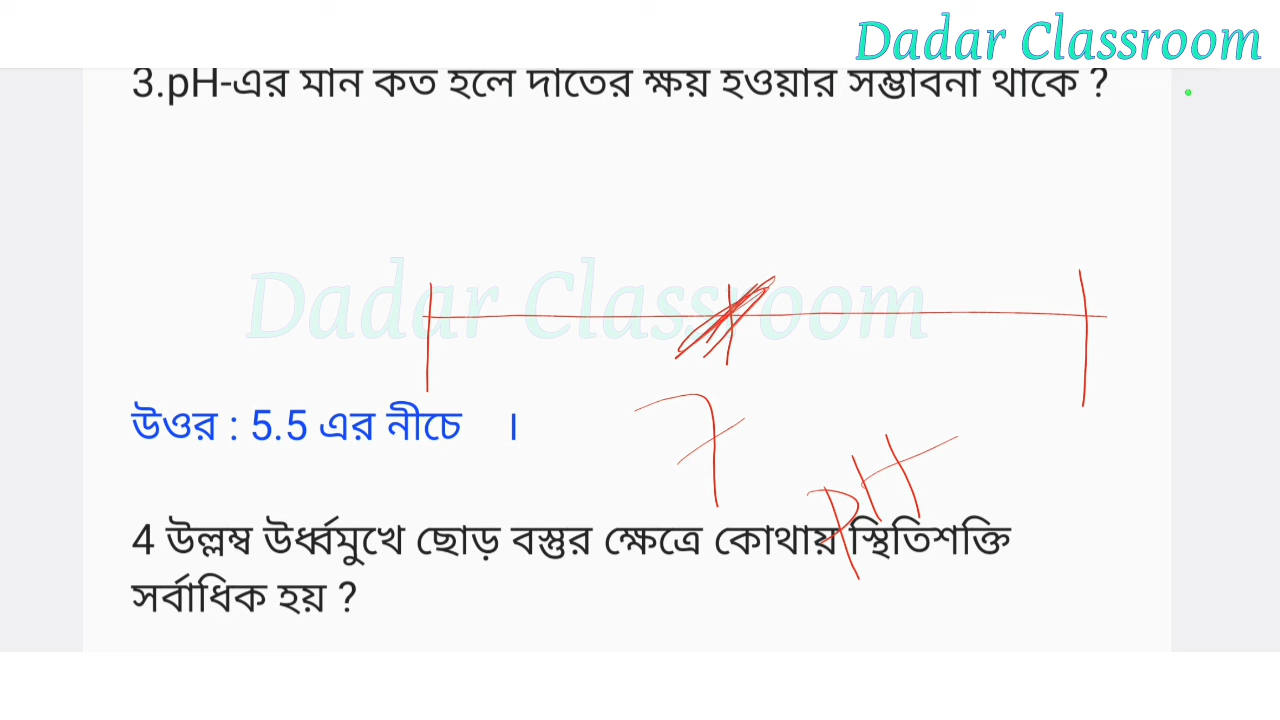 Dadar Classroom
3.pH-এর মান কত হলে দাতের ক্ষয় হওয়ার সম্ভাবনা থাকে ?
Dadar Classroom
উওর : 5.5 এর নীচে ।
7
PH
4 উল্লম্ব উর্ধ্বমুখে ছোড় বস্তুর ক্ষেত্রে কোথায় স্থিতিশক্তি
সর্বাধিক হয় ?